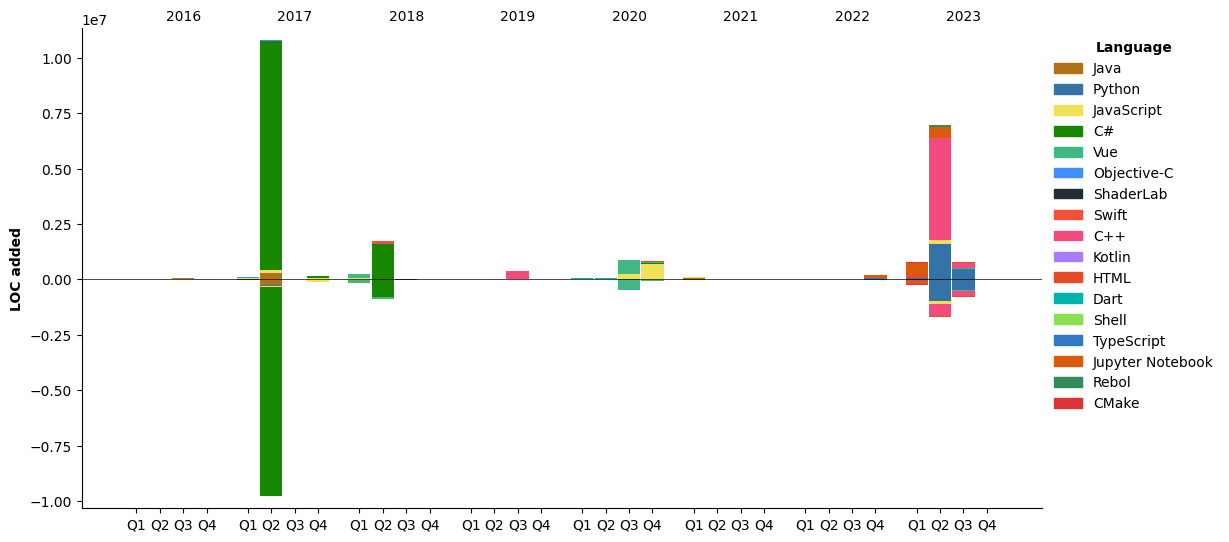 1e7
2016 2017 2018 2019 2020 2021 2022 2023
LOC added
1.00
0.75
0.50
0.25
0.00
−0.25
−0.50
−0.75
−1.00
Q1 Q2 Q3 Q4 Q1 Q2 Q3 Q4 Q1 Q2 Q3 Q4 Q1 Q2 Q3 Q4 Q1 Q2 Q3 Q4 Q1 Q2 Q3 Q4 Q1 Q2 Q3 Q4 Q1 Q2 Q3 Q4
Language
Java
Python
JavaScript
C#
Vue
Objective-C
ShaderLab
Swift
C++
Kotlin
HTML
Dart
Shell
TypeScript
Jupyter Notebook
Rebol
CMake